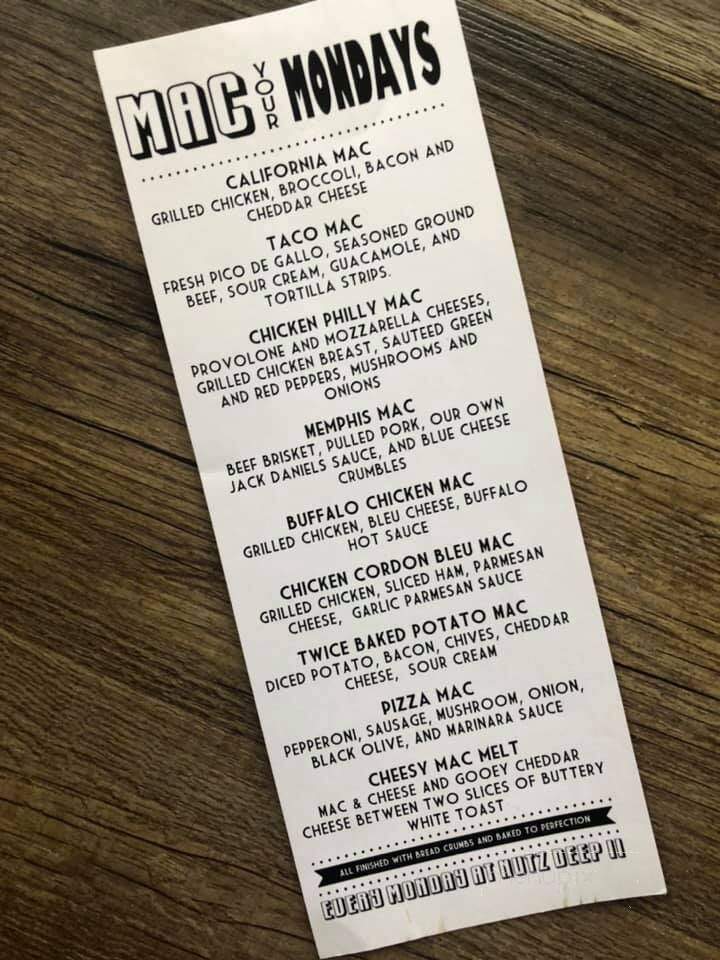 MAC YOUR MONDAYS
CALIFORNIA MAC
GRILLED CHICKEN, BROCCOLI, BACON AND
CHEDDAR CHEESE
TACO MAC
FRESH PICO DE GALLO, SEASONED GROUND
BEEF, SOUR CREAM, GUACAMOLE, AND
TORTILLA STRIPS.
CHICKEN PHILLY MAC
PROVOLONE AND MOZZARELLA CHEESES,
GRILLED CHICKEN BREAST, SAUTEED GREEN
AND RED PEPPERS, MUSHROOMS AND
ONIONS
MEMPHIS MAC
BEEF BRISKET, PULLED PORK, OUR OWN
JACK DANIELS SAUCE, AND BLUE CHEESE
CRUMBLES
BUFFALO CHICKEN MAC
GRILLED CHICKEN, BLEU CHEESE, BUFFALO
HOT SAUCE
CHICKEN CORDON BLEU MAC
GRILLED CHICKEN, SLICED HAM, PARMESAN
CHEESE, GARLIC PARMESAN SAUCE
TWICE BAKED POTATO MAC
DICED POTATO, BACON, CHIVES, CHEDDAR
CHEESE, SOUR CREAM
PIZZA MAC
PEPPERONI, SAUSAGE, MUSHROOM, ONION,
BLACK OLIVE, AND MARINARA SAUCE
CHEESY MAC MELT
MAC & CHEESE AND GOOEY CHEDDAR
CHEESE BETWEEN TWO SLICES OF BUTTERY
WHITE TOAST
ALL FINISHED WITH BREAD CRUMBS AND BAKED TO PERFECTION
EVERY MONDAY AT NUTZ DEEP II